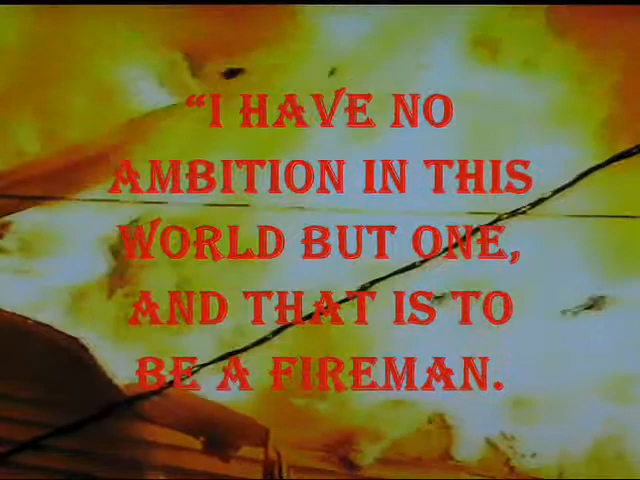 “I HAVE NO
AMBITION IN THIS
WORLD BUT ONE,
AND THAT IS TO
BE A FIREMAN.